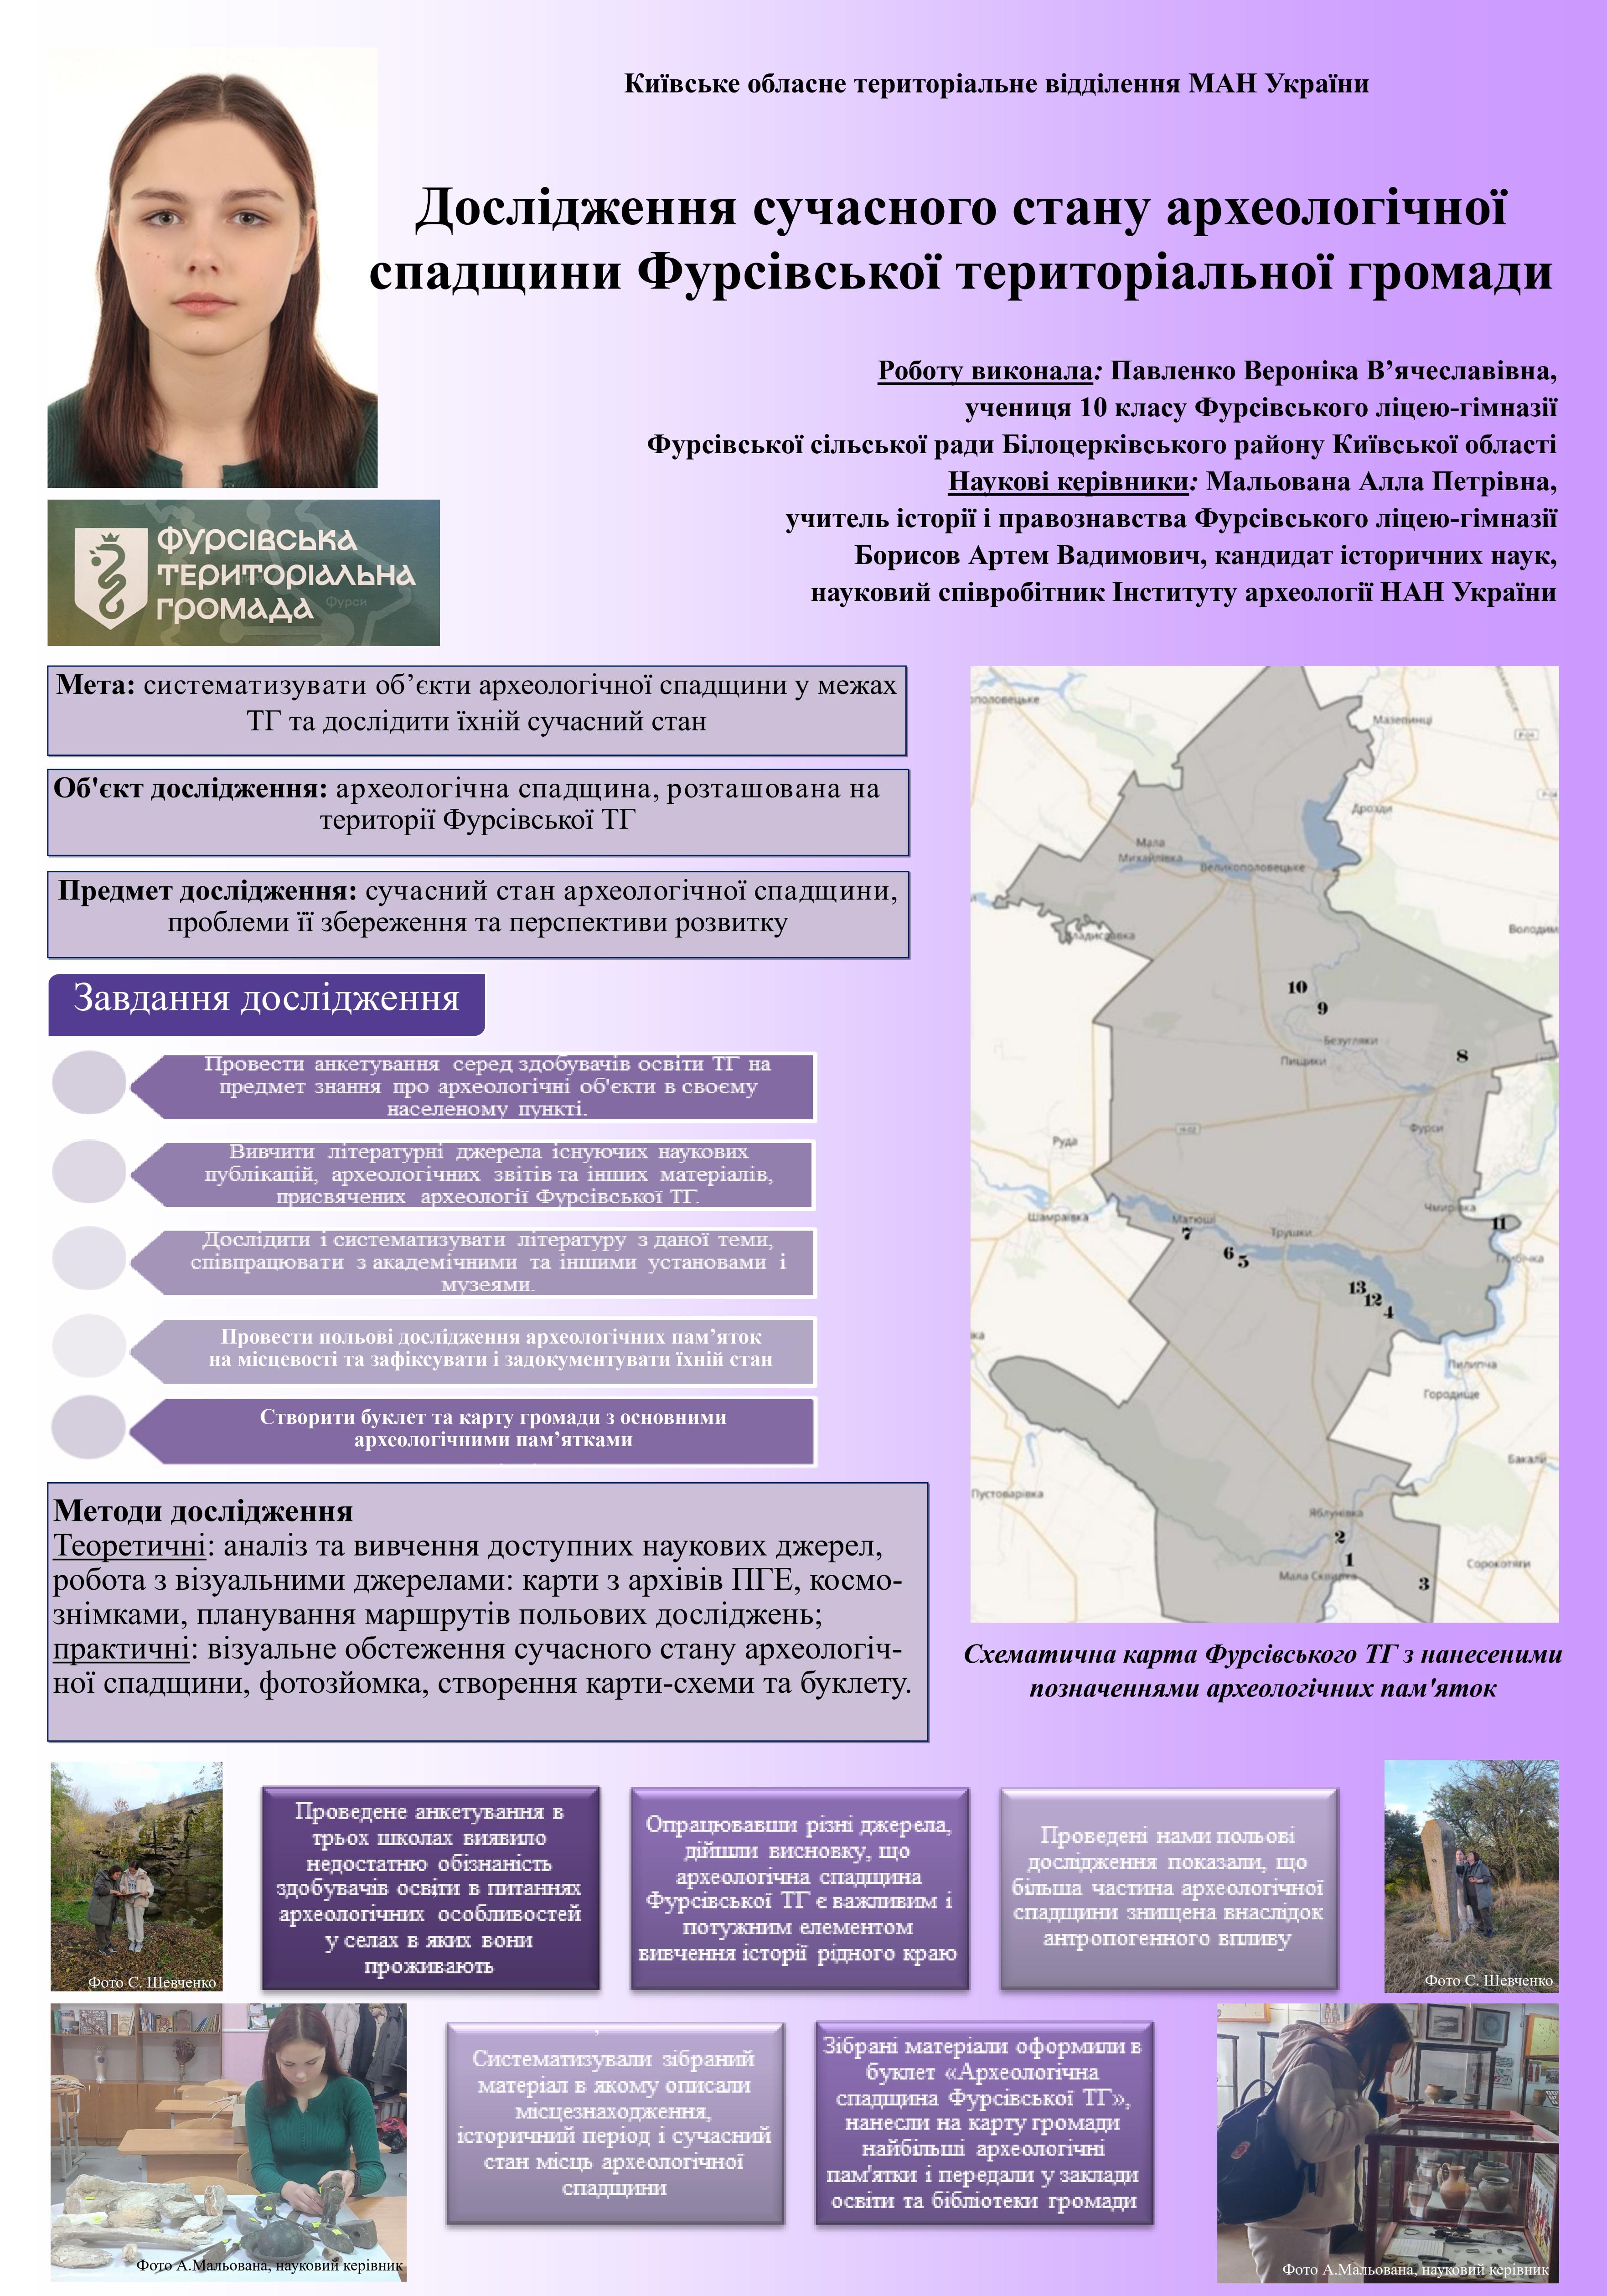 Київське обласне територіальне відділення МАН України
Дослідження сучасного стану археологічної
спадщини Фурсівської територіальної громади
Роботу виконала: Павленко Вероніка В’ячеславівна,
учениця 10 класу Фурсівського ліцею-гімназії
Фурсівської сільської ради Білоцерківського району Київської області
Наукові керівники: Мальована Алла Петрівна,
учитель історії і правознавства Фурсівського ліцею-гімназії
Борисов Артем Вадимович, кандидат історичних наук,
науковий співробітник Інституту археології НАН України
ФУРСІВСЬКА
ТЕРИТОРІАЛЬНА
ГРОМАДА
Фурси
Мета: систематизувати об’єкти археологічної спадщини у межах
ТГ та дослідити їхній сучасний стан
Об'єкт дослідження: археологічна спадщина, розташована на
території Фурсівської ТГ
Предмет дослідження: сучасний стан археологічної спадщини,
проблеми її збереження та перспективи розвитку
Завдання дослідження
Провести анкетування серед здобувачів освіти ТГ на
предмет знання про археологічні об'єкти в своєму
населеному пункті.
Вивчити літературні джерела існуючих наукових
публікацій, археологічних звітів та інших матеріалів,
присвячених археології Фурсівської ТГ.
Дослідити і систематизувати літературу з даної теми,
співпрацювати з академічними та іншими установами і
музеями.
Провести польові дослідження археологічних пам’яток
на місцевості та зафіксувати і задокументувати їхній стан
Створити буклет та карту громади з основними
археологічними пам’ятками
Методи дослідження
Теоретичні: аналіз та вивчення доступних наукових джерел,
робота з візуальними джерелами: карти з архівів ПГЕ, космо-
знімками, планування маршрутів польових досліджень;
практичні: візуальне обстеження сучасного стану археологіч-
ної спадщини, фотозйомка, створення карти-схеми та буклету.
ополовецьке
Мазепинці
Р-04
Р-04
Дрозди
Мала
Михайлівка
Великополовецьке
Владиславка
Володим
10
9
Безугляки
8
Пищики
Фурси
Руда
Чмирівка
Шамраївка
Матюші
11
7
Трушки
6
5
Глибічка
13
12
4
ка
Пилипча
Городище
Бакали
Пустоварівка
Яблунівка
2
1
Сорокотяги
Мала Сквирка
3
Схематична карта Фурсівського ТГ з нанесеними
позначеннями археологічних пам'яток
Фото С. Шевченко
Проведене анкетування в
трьох школах виявило
недостатню обізнаність
здобувачів освіти в питаннях
археологічних особливостей
у селах в яких вони
проживають
Опрацювавши різні джерела,
дійшли висновку, що
археологічна спадщина
Фурсівської ТГ є важливим і
потужним елементом
вивчення історії рідного краю
Проведені нами польові
дослідження показали, що
більша частина археологічної
спадщини знищена внаслідок
антропогенного впливу
Фото С. Шевченко
Фото А.Мальована, науковий керівник
Систематизували зібраний
матеріал в якому описали
місцезнаходження,
історичний період і сучасний
стан місць археологічної
спадщини
Зібрані матеріали оформили в
буклет «Археологічна
спадщина Фурсівської ТГ»,
нанесли на карту громади
найбільші археологічні
пам'ятки і передали у заклади
освіти та бібліотеки громади
Фото А.Мальована, науковий керівник